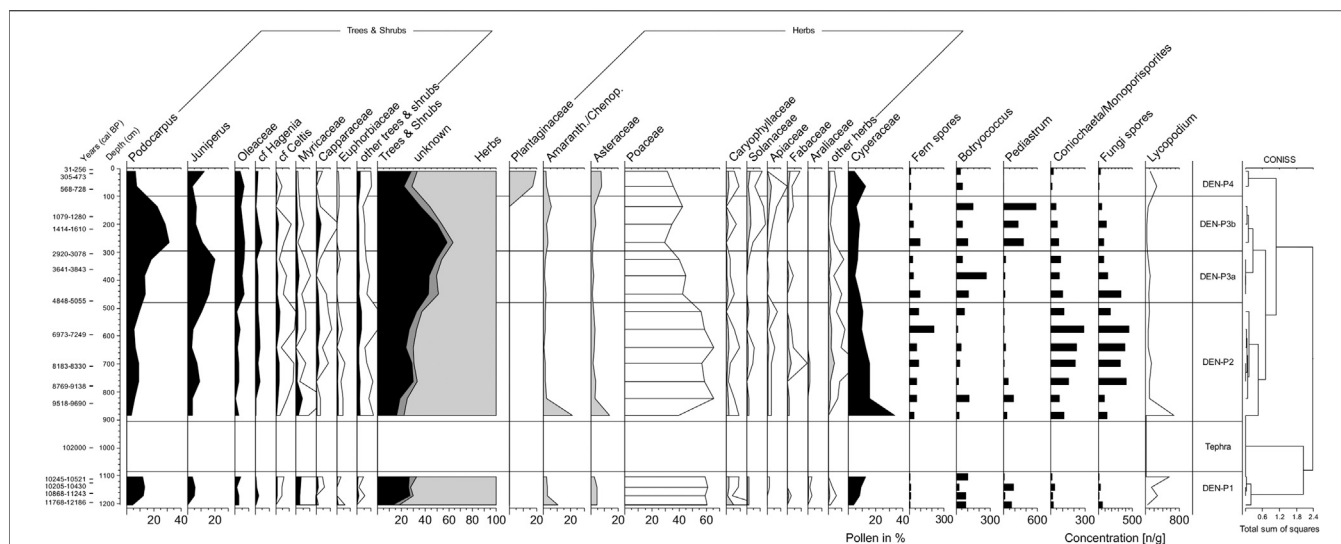 Trees & Shrubs
Herbs
Years (cal BP)
Depth (cm)
Podocarpus
Juniperus
Oleaceae
cf Hagenia
cf Celtis
Myricaceae
Capparaceae
Euphorbiaceae
other trees & shrubs
Trees & Shrubs
unknown
Herbs
Plantaginaceae
Amaranth./Chenop.
Asteraceae
Poaceae
Caryophyllaceae
Solanaceae
Apiaceae
Fabaceae
Araliaceae
other herbs
Cyperaceae
Fern spores
Botryococcus
Pediastrum
Coniochaeta/Monoporisporites
Fungi spores
Lycopodium
CONISS
31-256
305-473
568-728
1079-1280
1414-1610
2920-3078
3641-3843
4848-5055
6973-7249
8183-8330
8769-9138
9518-9690
102000
10245-10521
10205-10430
10868-11243
11768-12186
0
100
200
300
400
500
600
700
800
900
1000
1100
1200
DEN-P4
DEN-P3b
DEN-P3a
DEN-P2
Tephra
DEN-P1
20 40 20 20 40 60 80 100 20 20 20 20 40 60 20 40 300 300 600 300 500 800 0.6 1.2 1.8 2.4
Total sum of squares
Pollen in % Concentration [n/g]